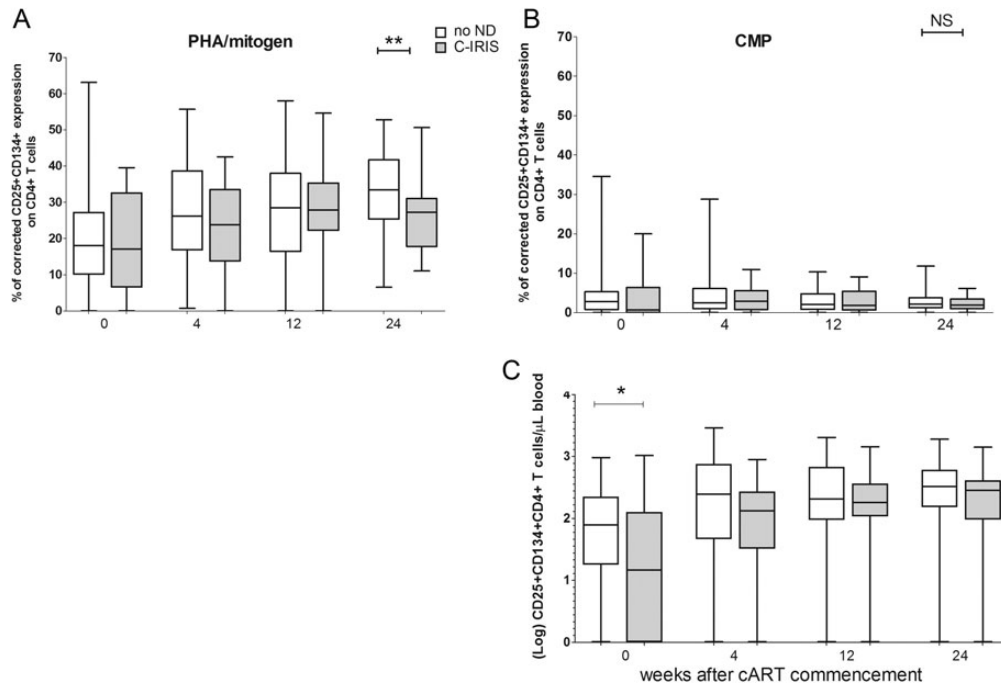 A
PHA/mitogen
no ND
C-IRIS
**
% of corrected CD25+CD134+ expression
on CD4+ T cells
70
60
50
40
30
20
10
0
0 4 12 24
B
CMP
NS
% of corrected CD25+CD134+ expression
on CD4+ T cells
70
60
50
40
30
20
10
0
0 4 12 24
C
*
(Log) CD25+CD134+CD4+ T cells/μL blood
4
3
2
1
0
0 4 12 24
weeks after cART commencement